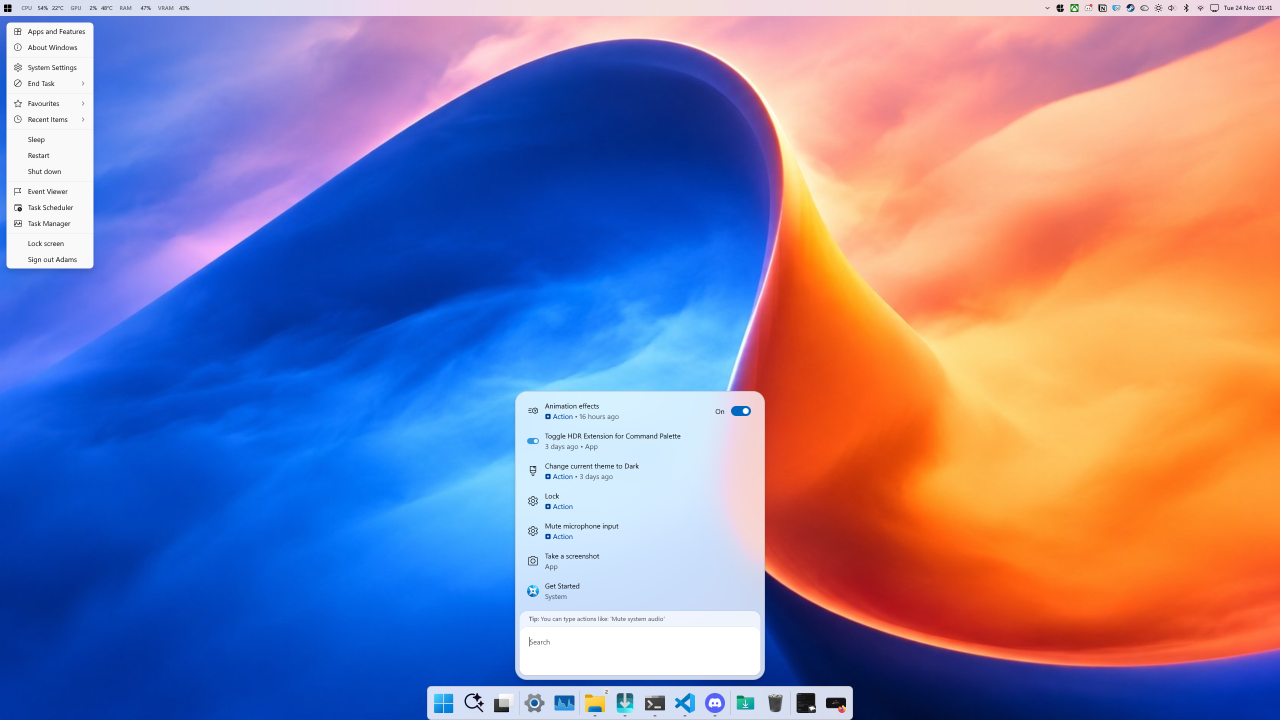 CPU 54% 22°C GPU 2% 48°C RAM 47% VRAM 43%
Tue 24 Nov 01:41
Apps and Features
About Windows
System Settings
End Task
Favourites
Recent Items
Sleep
Restart
Shut down
Event Viewer
Task Scheduler
Task Manager
Lock screen
Sign out Adams
Animation effects
Action • 16 hours ago
On
Toggle HDR Extension for Command Palette
3 days ago • App
Change current theme to Dark
Action • 3 days ago
Lock
Action
Mute microphone input
Action
Take a screenshot
App
Get Started
System
Tip: You can type actions like: 'Mute system audio'
Search
2